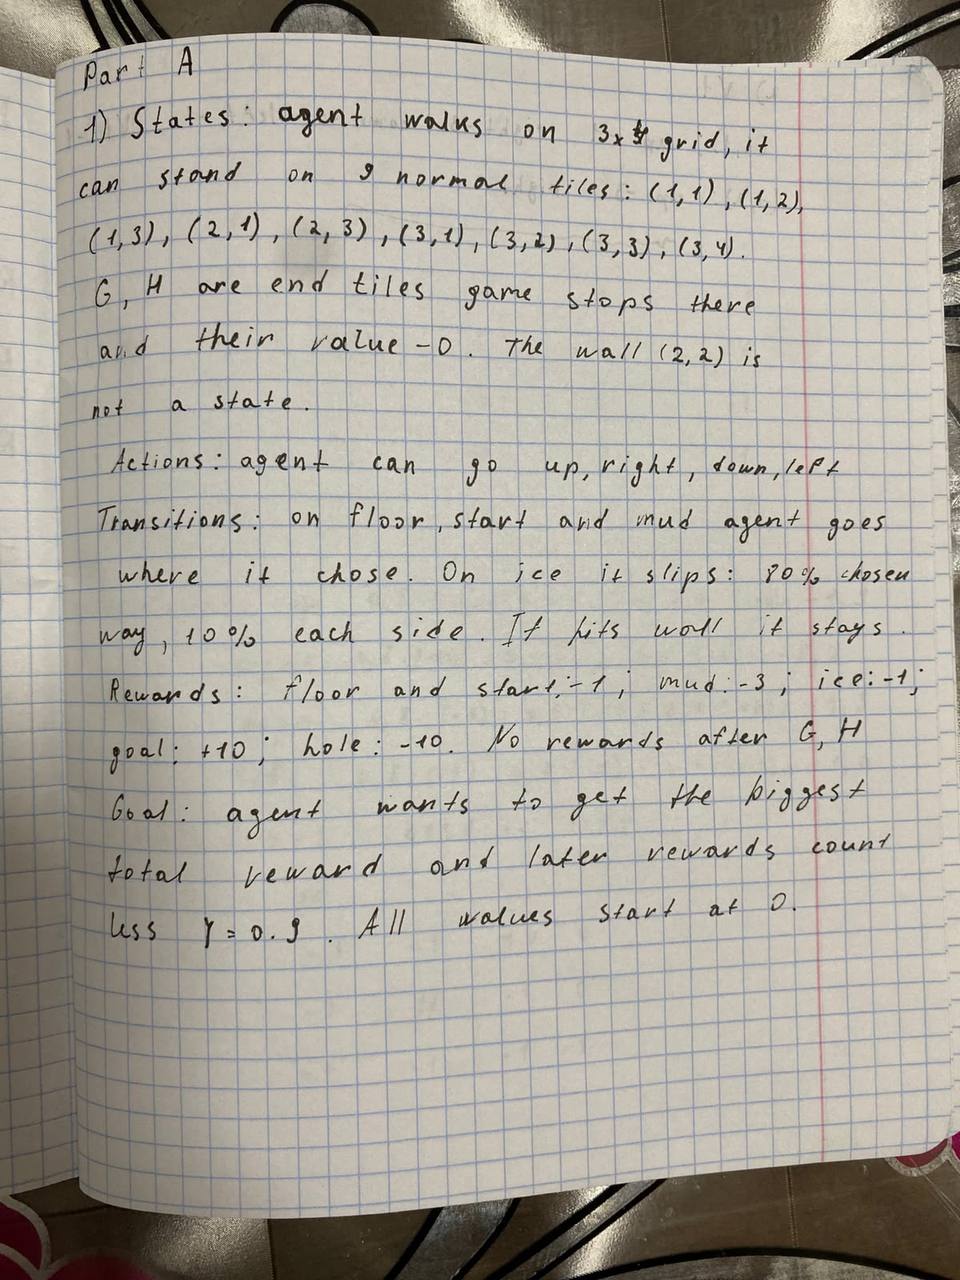 Part A
1) States: agent walks on 3x4 grid, it
can stand on 9 normal tiles: (1,1), (1,2),
(1,3), (2,1), (2,3), (3,1), (3,2), (3,3), (3,4).
G, H are end tiles game stops there
and their value - 0. The wall (2,2) is
not a state.
Actions: agent can go up, right, down, left
Transitions: on floor, start and mud agent goes
where it chose. On ice it slips: 80% chosen
way, 10% each side. If hits wall it stays.
Rewards: floor and start: -1; mud: -3; ice: -1;
goal: +10; hole: -10. No rewards after G, H
Goal: agent wants to get the biggest
total reward and later rewards count
less γ = 0.9. All values start at 0.